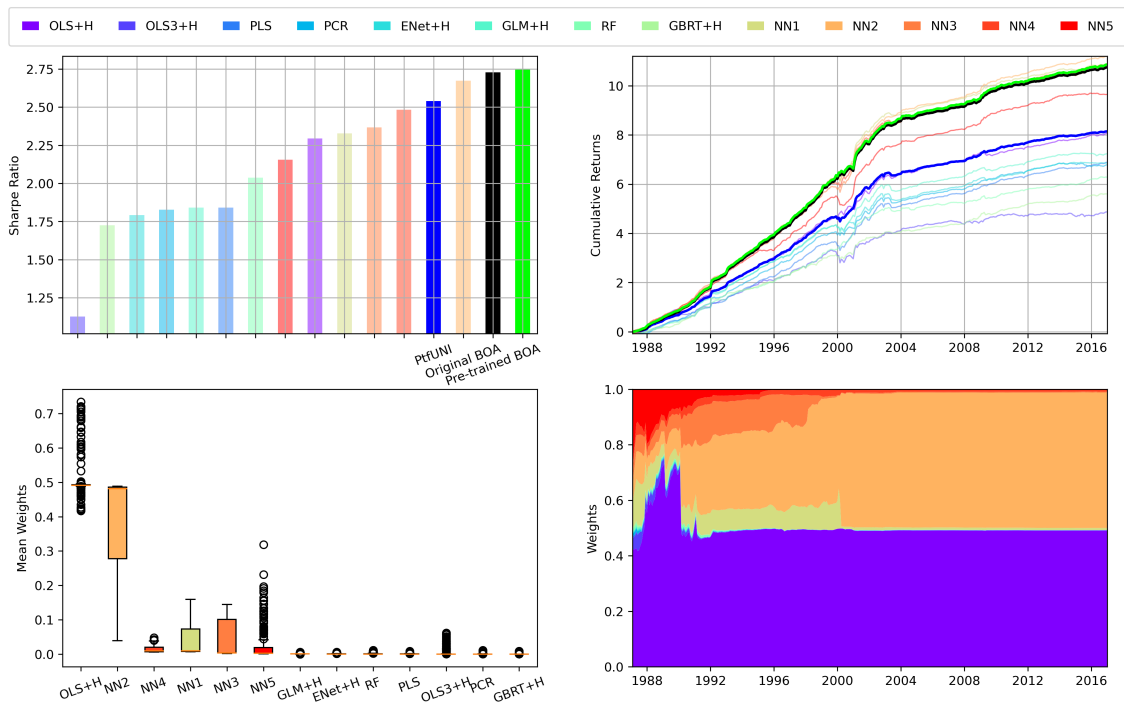 OLS+H OLS3+H PLS PCR ENet+H GLM+H RF GBRT+H NN1 NN2 NN3 NN4 NN5
Sharpe Ratio
2.75
2.50
2.25
2.00
1.75
1.50
1.25
PtfUNI
Original BOA
Pre-trained BOA
Cumulative Returns
10
8
6
4
2
0
1988 1992 1996 2000 2004 2008 2012 2016
Mean Weights
0.7
0.6
0.5
0.4
0.3
0.2
0.1
0.0
OLS+H NN2 NN4 NN1 NN3 NN5 GLM+H ENet+H RF PLS OLS3+H PCR GBRT+H
Weights
1.0
0.8
0.6
0.4
0.2
0.0
1988 1992 1996 2000 2004 2008 2012 2016